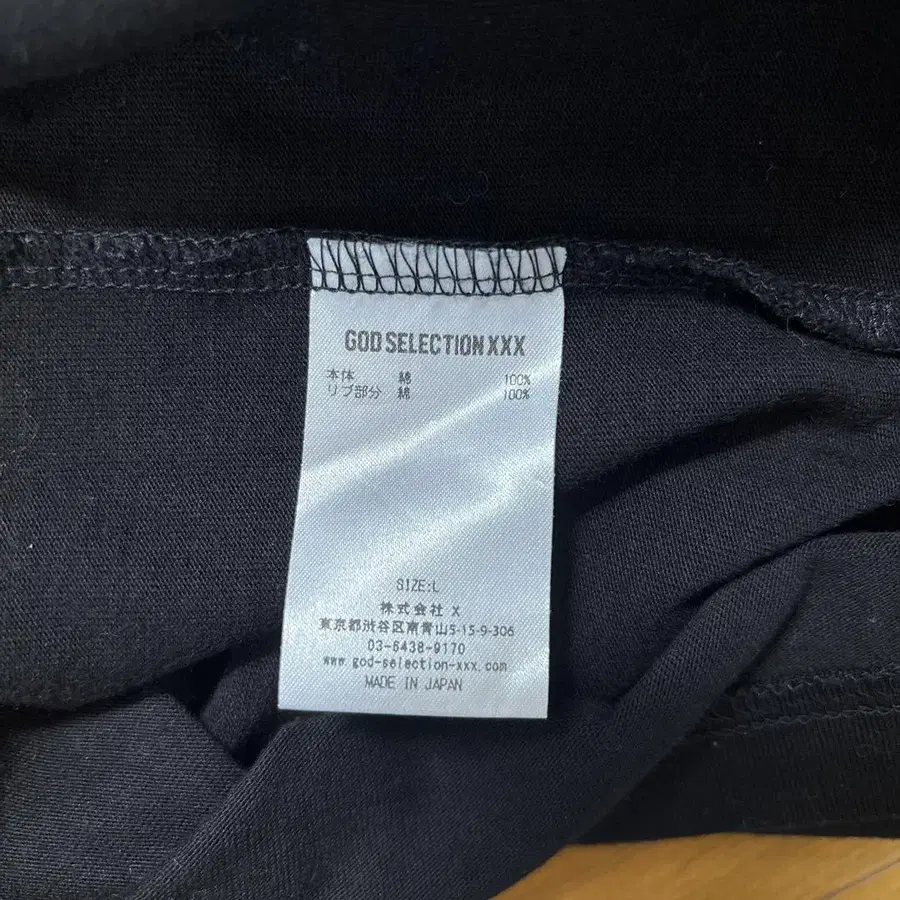 GOD SELECTION XXX
本体 綿 100%
リブ部分 綿 100%
SIZE:L
株式会社 X
東京都渋谷区南青山5-15-9-306
03-6438-9170
www.god-selection-xxx.com
MADE IN JAPAN